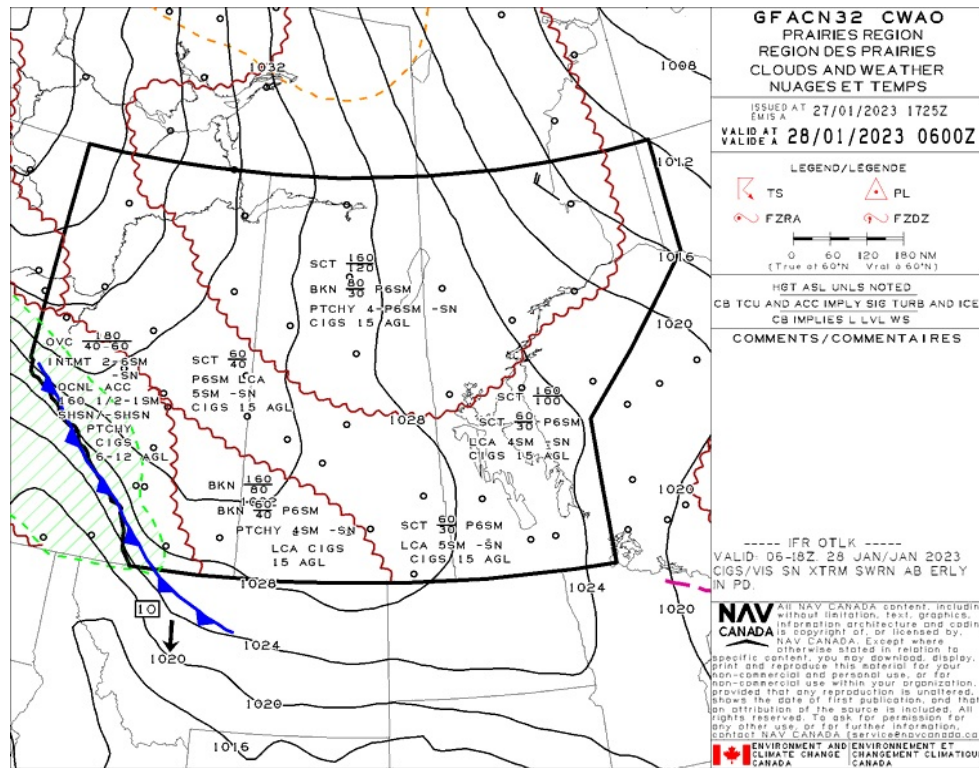 GFACN32 CWAO
PRAIRIES REGION
REGION DES PRAIRIES
CLOUDS AND WEATHER
NUAGES ET TEMPS
ISSUED AT
EMIS A
27/01/2023 1725Z
VALID AT
VALIDE A
28/01/2023 0600Z
LEGEND/LÉGENDE
TS
PL
FZRA
FZDZ
0 60 120 180 NM
(True at 60°N Vrai à 60°N)
HGT ASL UNLS NOTED
CB TCU AND ACC IMPLY SIG TURB AND ICE
CB IMPLIES L LVL WS
COMMENTS/COMMENTAIRES
----- IFR OTLK -----
VALID: 06-18Z, 28 JAN/JAN 2023
CIGS/VIS SN XTRM SWRN AB ERLY
IN PD.
NAV
CANADA
All NAV CANADA content, including
without limitation, text, graphics,
information architecture and coding
is copyright of, or licensed by,
NAV CANADA. Except where
otherwise stated in relation to
specific content, you may download, display,
print and reproduce this material for your
non-commercial and personal use, or for
non-commercial use within your organization,
provided that any reproduction is unaltered,
shows the date of first publication, and that
an attribution of the source is included. All
rights reserved. To ask for permission for
any other use, or for further information,
contact NAV CANADA (service@navcanada.ca
ENVIRONMENT AND
CLIMATE CHANGE
CANADA
ENVIRONNEMENT ET
CHANGEMENT CLIMATIQUE
CANADA
1032
1008
1012
1016
1020
SCT 160
120
BKN 80
30 P6SM
PTCHY 4-P6SM -SN
CIGS 15 AGL
OVC 180
40-60
INTMT 2-6SM
-SN
OCNL ACC
160 1/2-1SM
SHSN/-SHSN
PTCHY
CIGS
6-12 AGL
SCT 60
40
P6SM LCA
5SM -SN
CIGS 15 AGL
SCT 160
100
SCT 60
30 P6SM
LCA 4SM -SN
CIGS 15 AGL
1028
BKN 160
80
BKN 60
40 P6SM
PTCHY 4SM -SN
LCA CIGS
15 AGL
SCT 60
30 P6SM
LCA 5SM -SN
CIGS 15 AGL
1020
1028
1024
1020
10
1024
1020
1020
1016